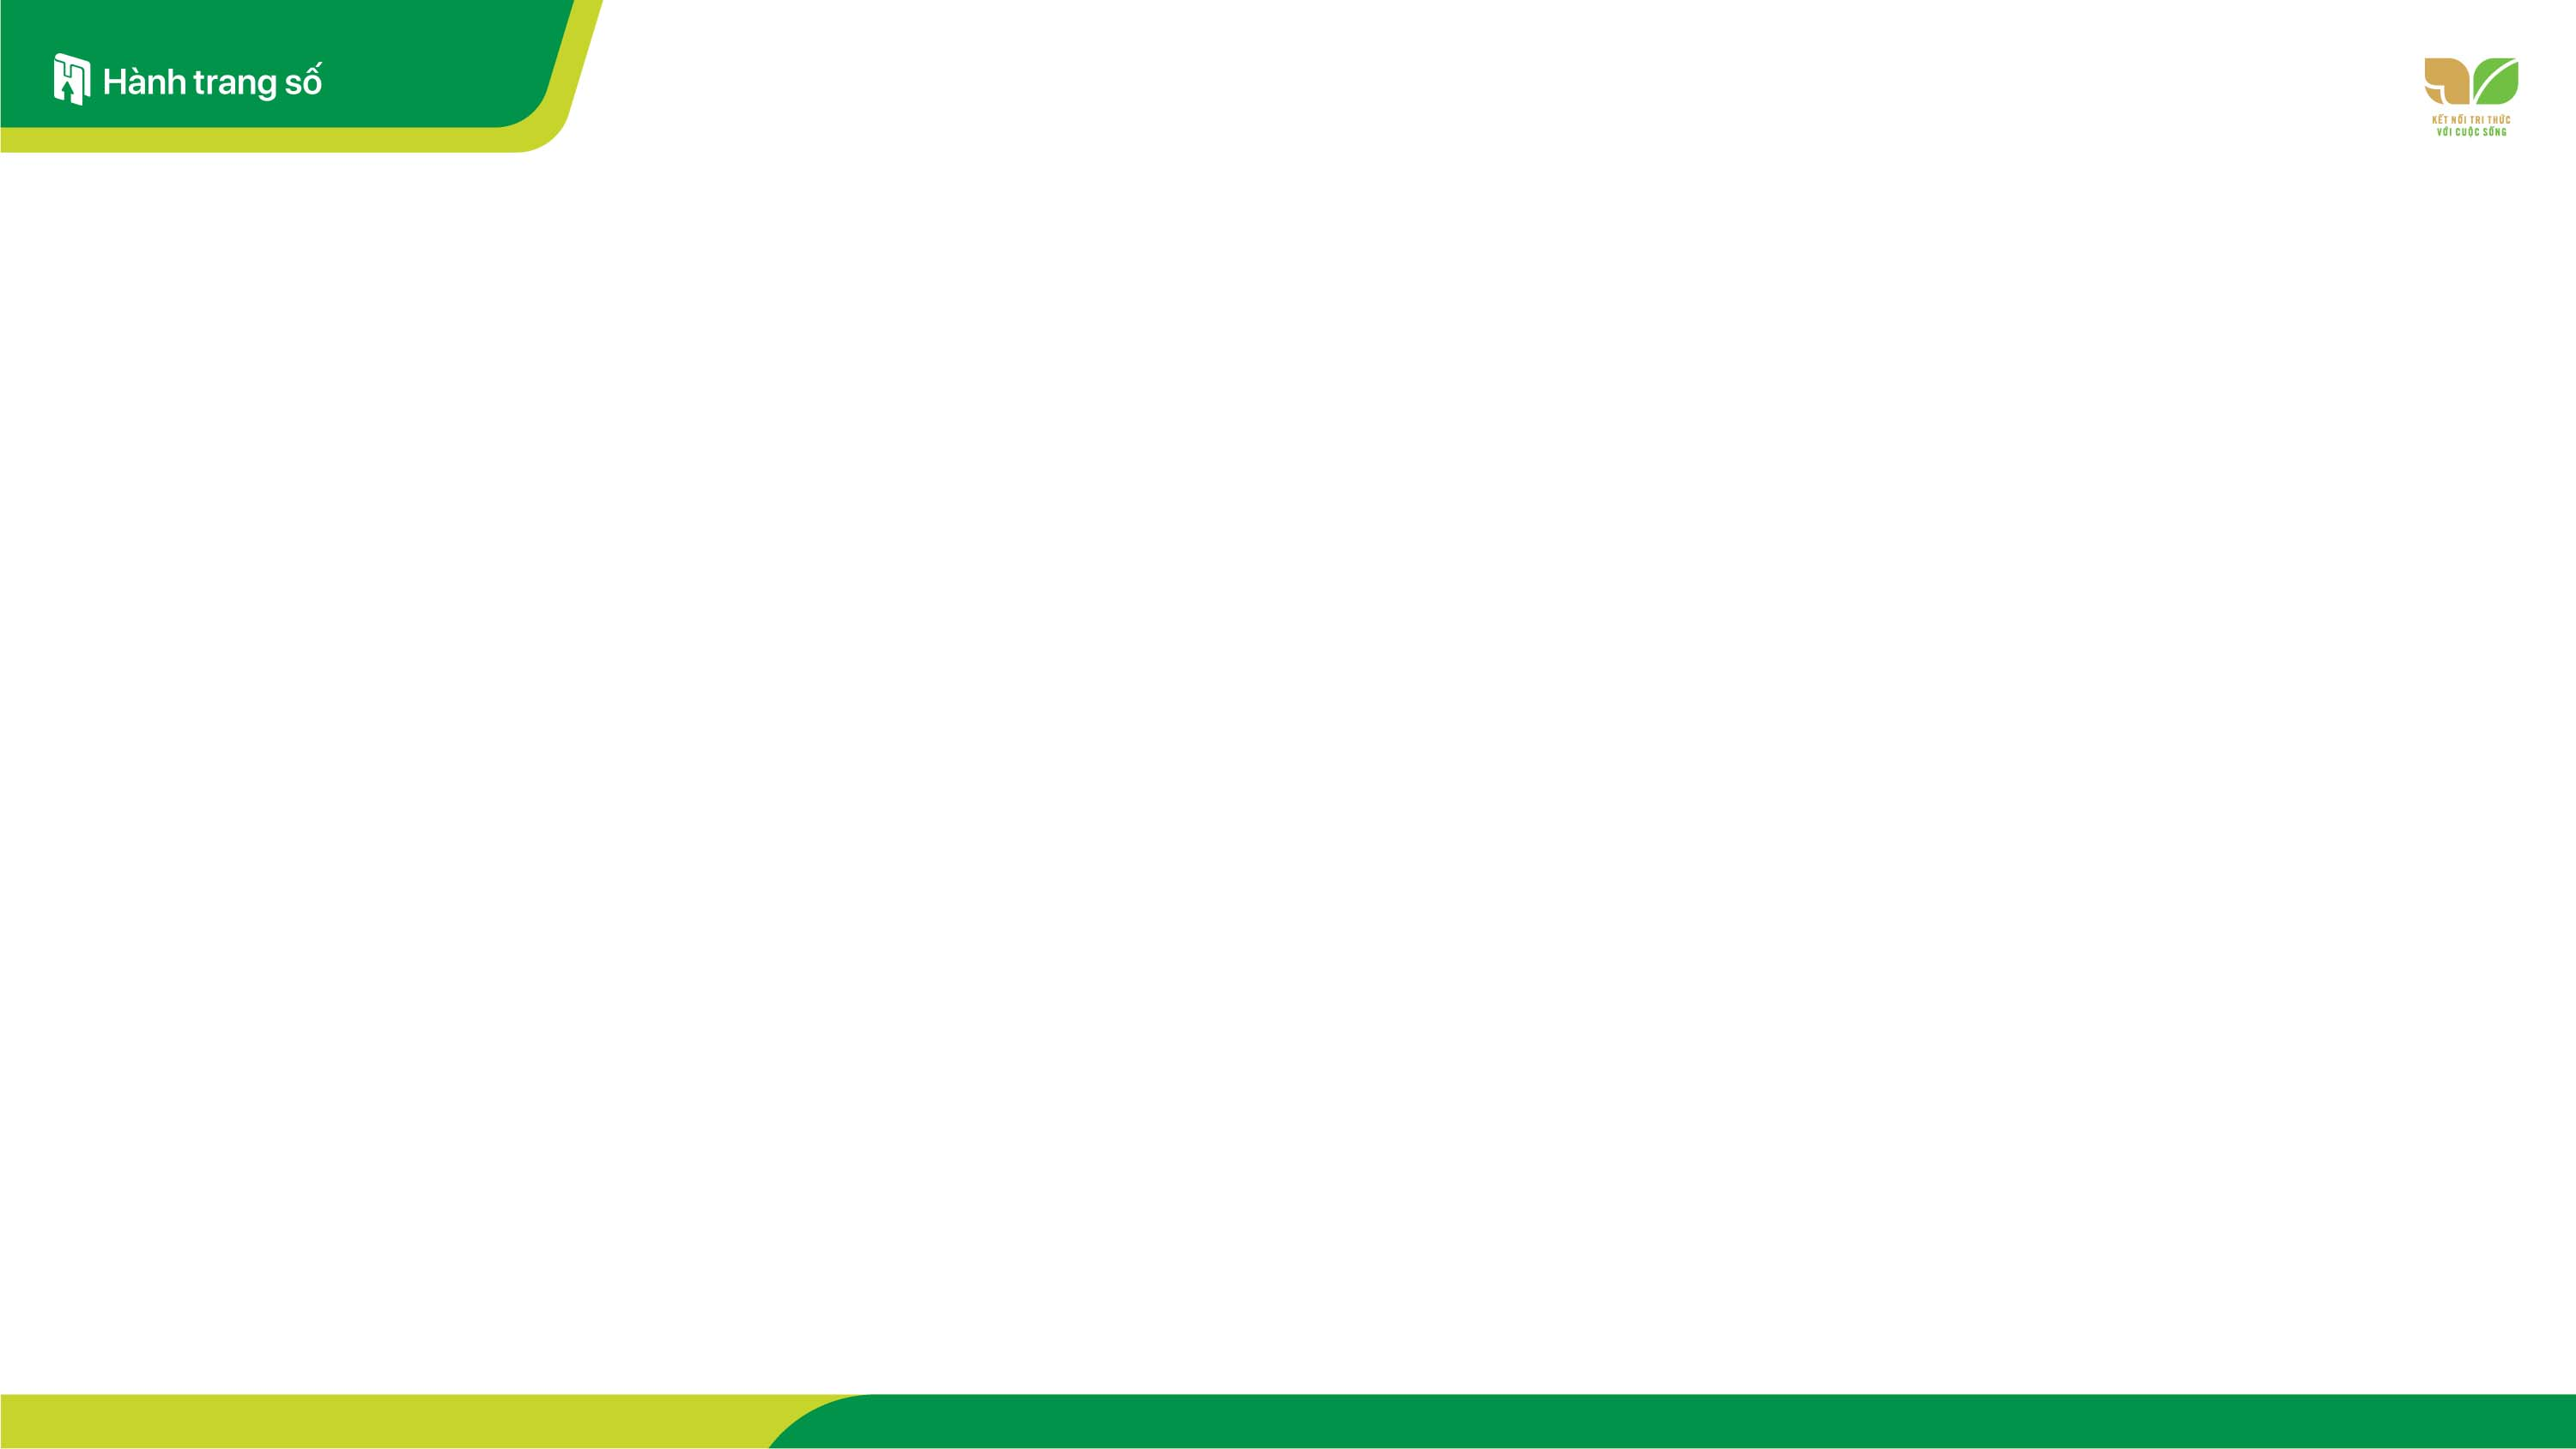 Hành trang số
KẾT NỐI TRI THỨC
VỚI CUỘC SỐNG